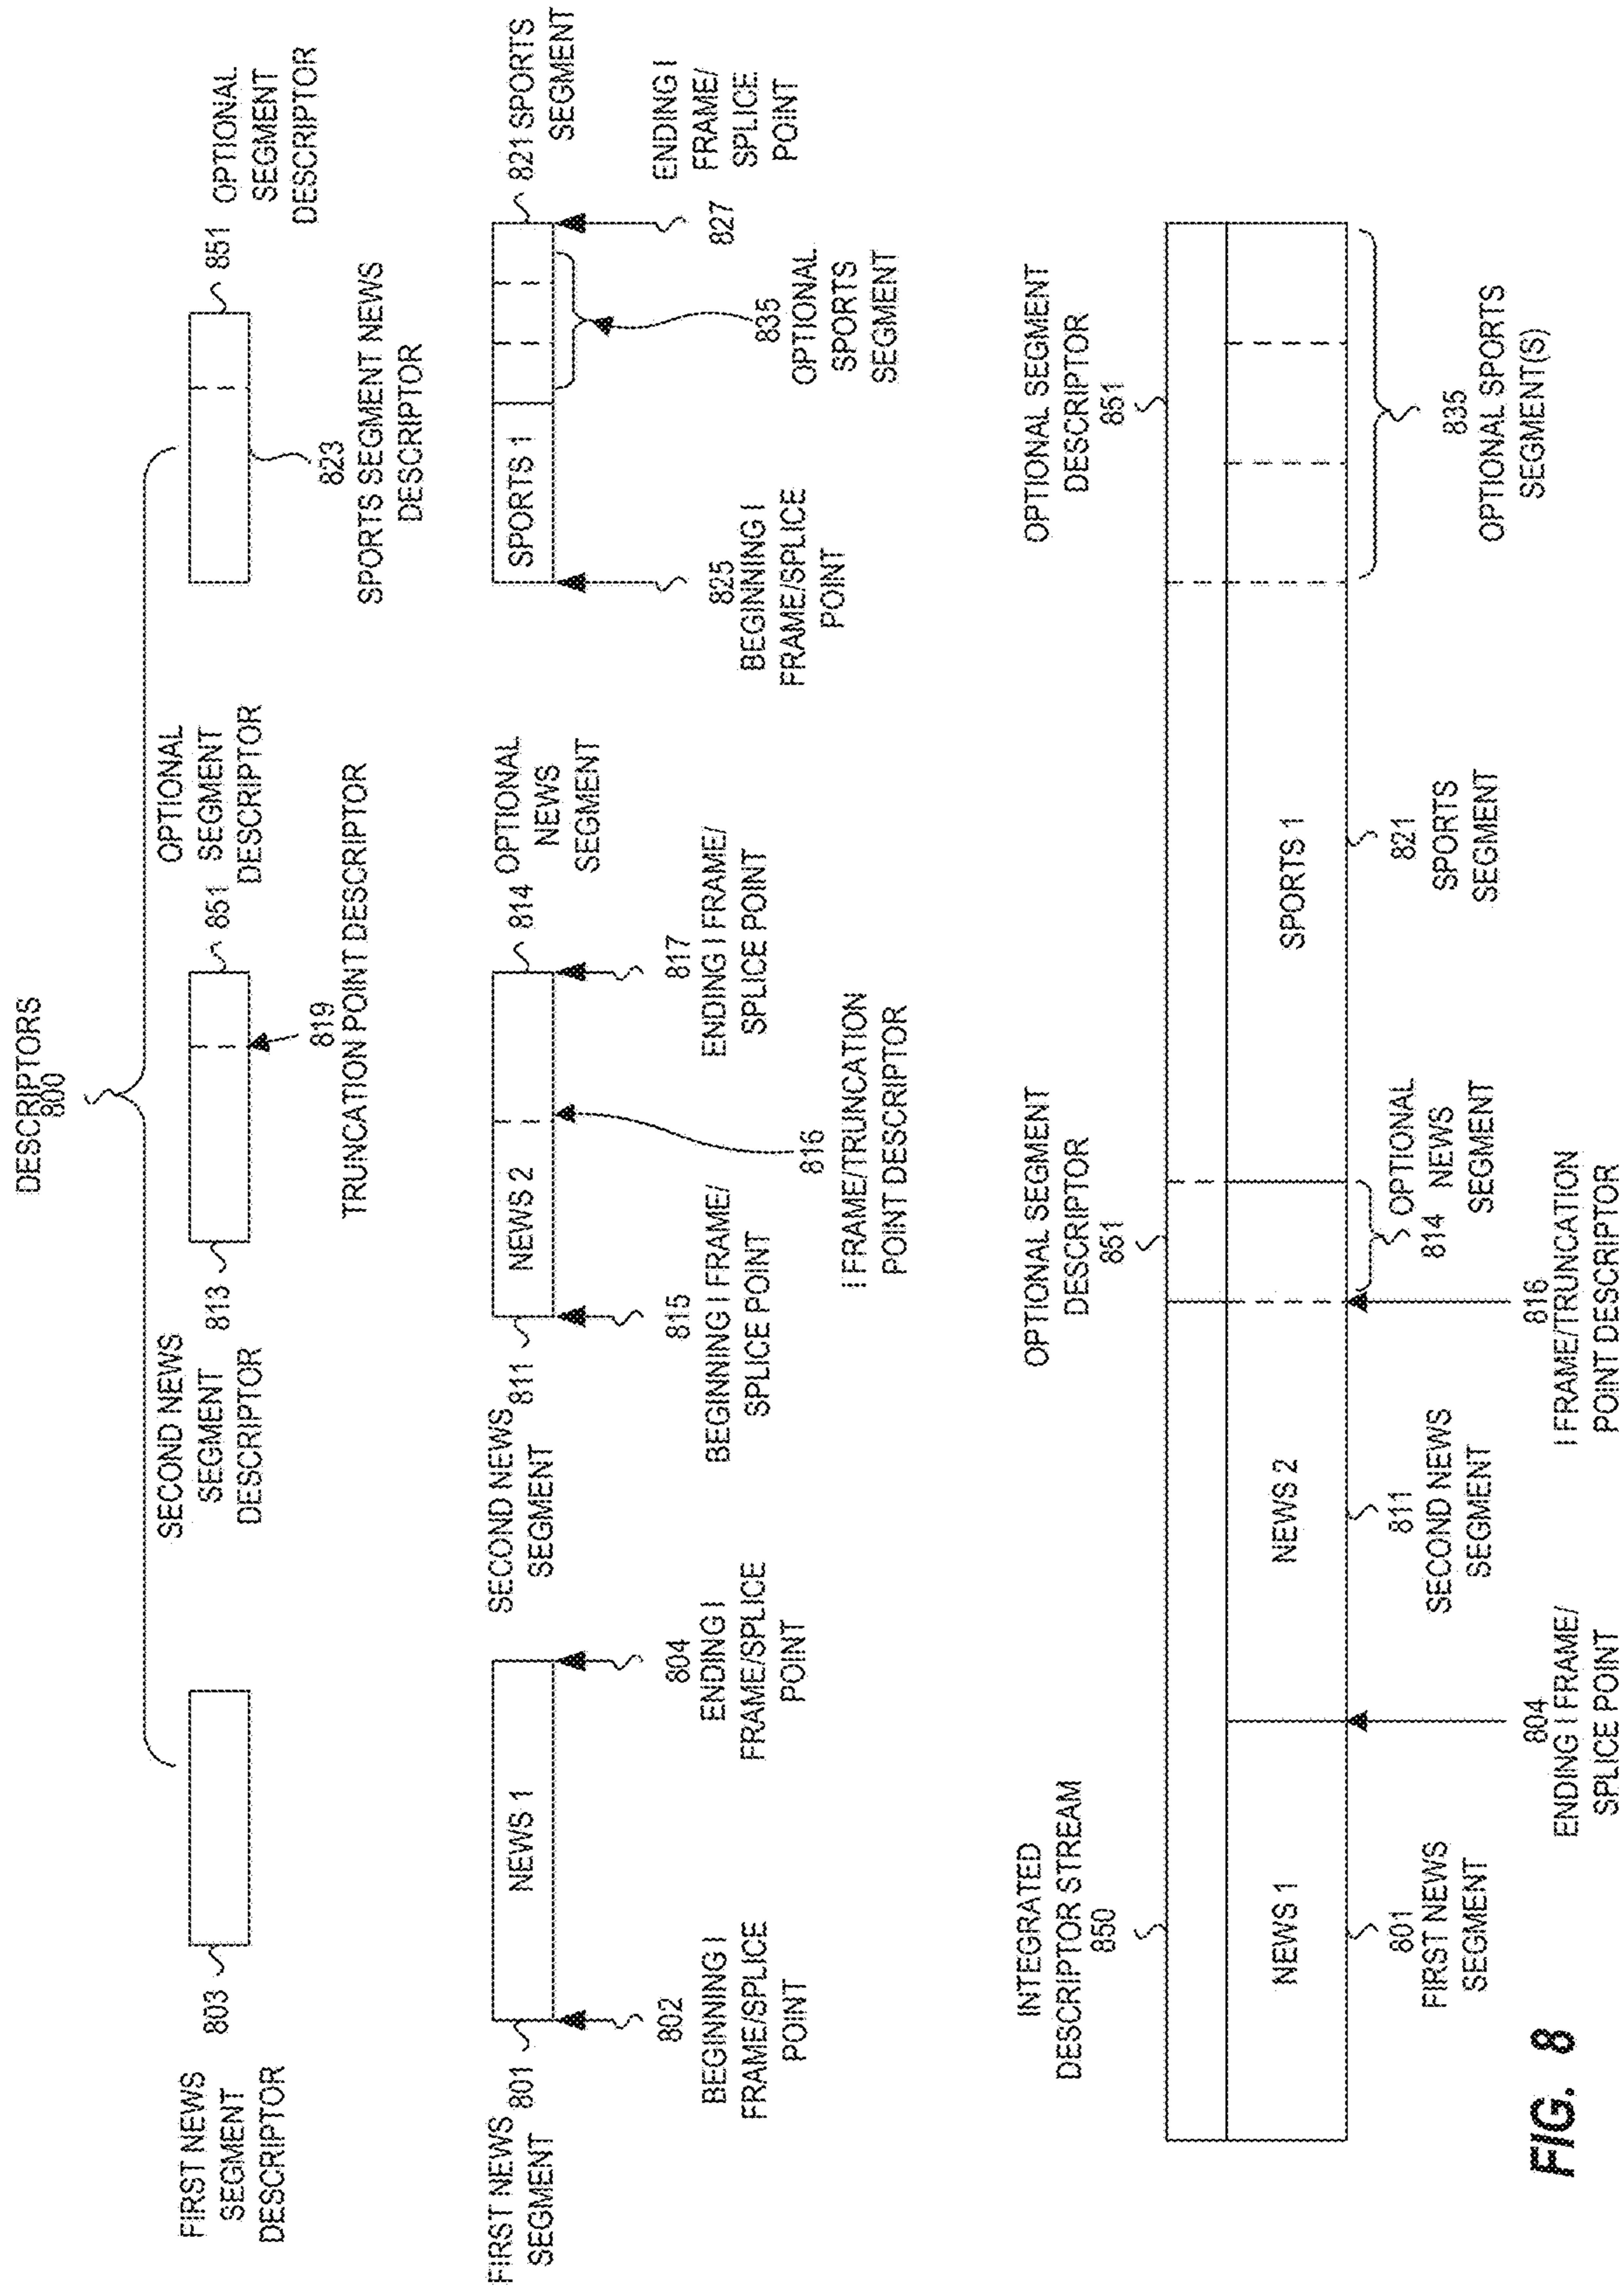 DESCRIPTORS
800
FIRST NEWS
SEGMENT
DESCRIPTOR
803
SECOND NEWS
SEGMENT
DESCRIPTOR
813
OPTIONAL
SEGMENT
DESCRIPTOR
851
819
TRUNCATION POINT DESCRIPTOR
851
OPTIONAL
SEGMENT
DESCRIPTOR
823
SPORTS SEGMENT NEWS
DESCRIPTOR
FIRST NEWS
SEGMENT
801
NEWS 1
802
BEGINNING I
FRAME/SPLICE
POINT
804
ENDING I
FRAME/SPLICE
POINT
SECOND NEWS
SEGMENT
811
NEWS 2
814
OPTIONAL
NEWS
SEGMENT
815
BEGINNING I FRAME/
SPLICE POINT
816
I FRAME/TRUNCATION
POINT DESCRIPTOR
817
ENDING I FRAME/
SPLICE POINT
SPORTS 1
821 SPORTS
SEGMENT
825
BEGINNING I
FRAME/SPLICE
POINT
835
OPTIONAL
SPORTS
SEGMENT
827
ENDING I
FRAME/
SPLICE
POINT
INTEGRATED
DESCRIPTOR STREAM
850
OPTIONAL SEGMENT
DESCRIPTOR
851
OPTIONAL SEGMENT
DESCRIPTOR
851
NEWS 1
NEWS 2
SPORTS 1
801
FIRST NEWS
SEGMENT
804
ENDING I FRAME/
SPLICE POINT
811
SECOND NEWS
SEGMENT
816
I FRAME/TRUNCATION
POINT DESCRIPTOR
814
OPTIONAL
NEWS
SEGMENT
821
SPORTS
SEGMENT
835
OPTIONAL SPORTS
SEGMENT(S)
FIG. 8